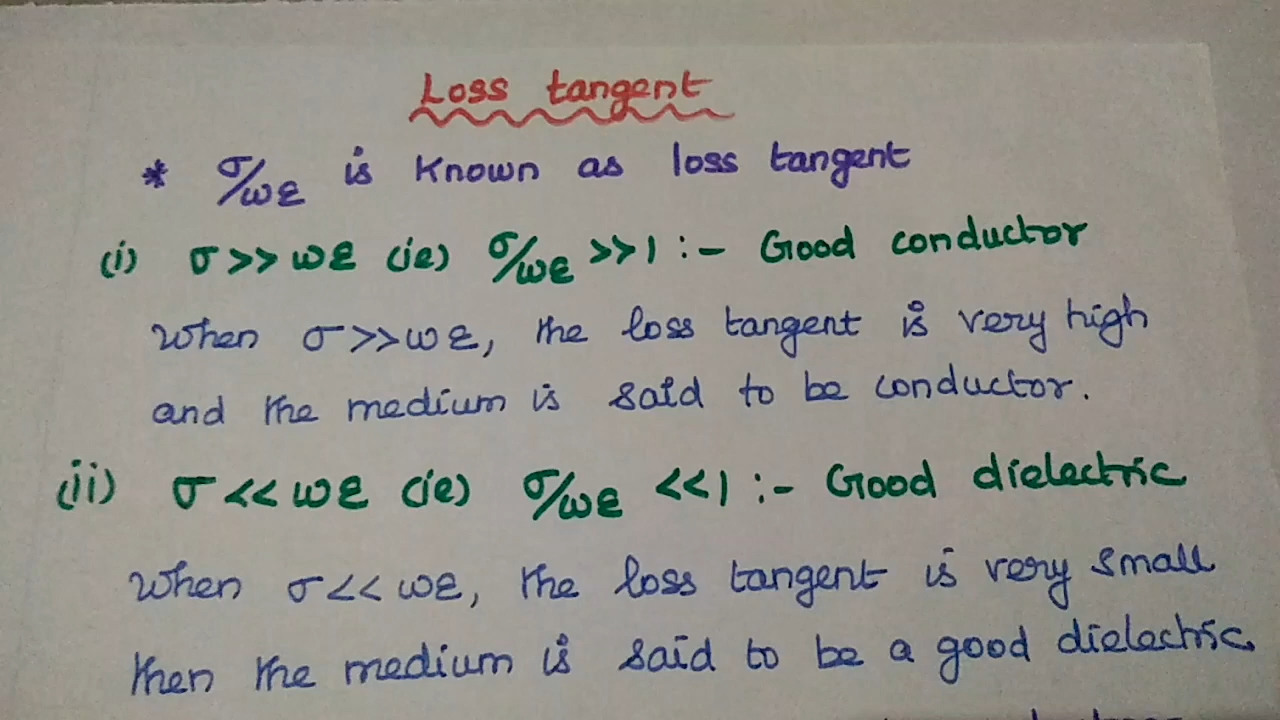 Loss tangent
* σ/ωε is known as loss tangent
(i) σ >> ωε (ie) σ/ωε >> 1 :- Good conductor
When σ >> ωε, the loss tangent is very high
and the medium is said to be conductor.
(ii) σ << ωε (ie) σ/ωε << 1 :- Good dielectric
When σ << ωε, the loss tangent is very small
then the medium is said to be a good dielectric.